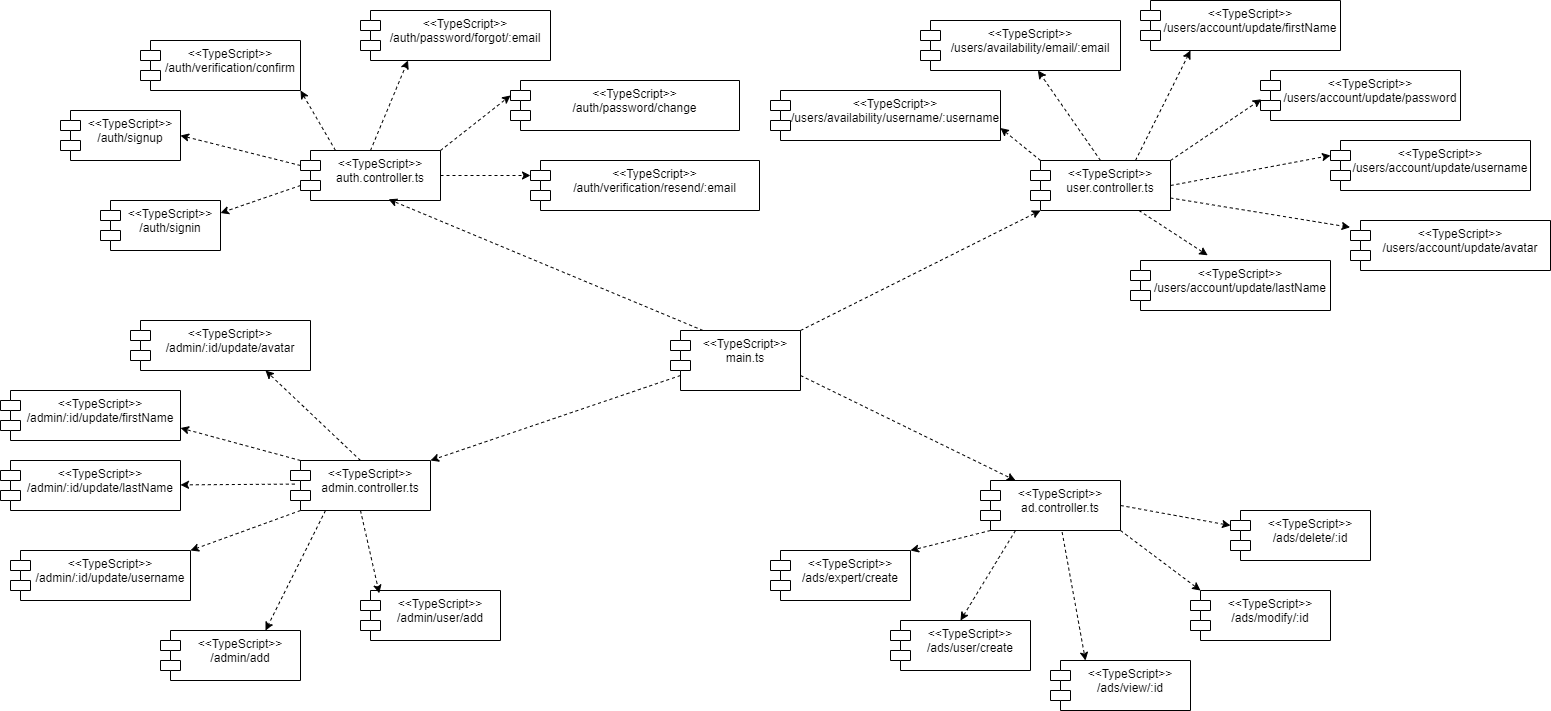 <<TypeScript>>
/auth/password/forgot/:email
<<TypeScript>>
/auth/verification/confirm
<<TypeScript>>
/auth/password/change
<<TypeScript>>
/auth/signup
<<TypeScript>>
auth.controller.ts
<<TypeScript>>
/auth/verification/resend/:email
<<TypeScript>>
/auth/signin
<<TypeScript>>
/users/account/update/firstName
<<TypeScript>>
/users/availability/email/:email
<<TypeScript>>
/users/account/update/password
<<TypeScript>>
/users/availability/username/:username
<<TypeScript>>
/users/account/update/username
<<TypeScript>>
user.controller.ts
<<TypeScript>>
/users/account/update/avatar
<<TypeScript>>
/users/account/update/lastName
<<TypeScript>>
main.ts
<<TypeScript>>
/admin/:id/update/avatar
<<TypeScript>>
/admin/:id/update/firstName
<<TypeScript>>
/admin/:id/update/lastName
<<TypeScript>>
admin.controller.ts
<<TypeScript>>
/admin/:id/update/username
<<TypeScript>>
/admin/user/add
<<TypeScript>>
/admin/add
<<TypeScript>>
ad.controller.ts
<<TypeScript>>
/ads/delete/:id
<<TypeScript>>
/ads/expert/create
<<TypeScript>>
/ads/modify/:id
<<TypeScript>>
/ads/user/create
<<TypeScript>>
/ads/view/:id